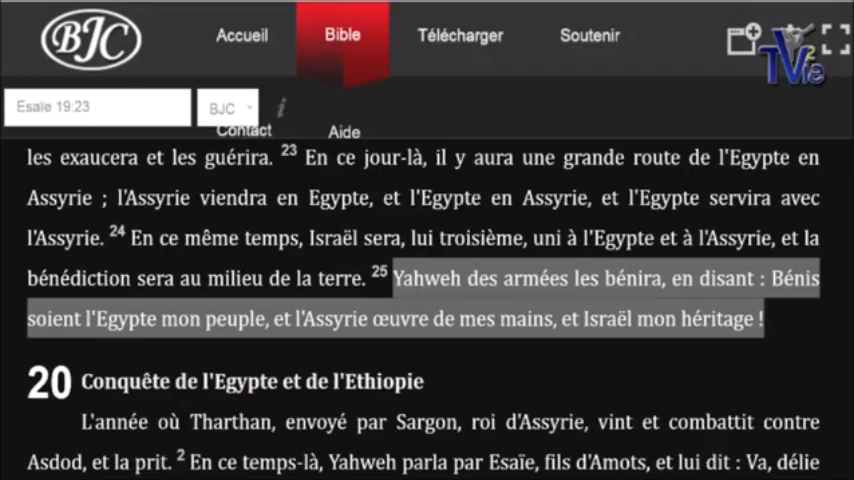 BJC
Accueil
Bible
Télécharger
Soutenir
TVie
2
Esaïe 19:23
BJC
i
Contact
Aide
les exaucera et les guérira. 23 En ce jour-là, il y aura une grande route de l'Egypte en
Assyrie ; l'Assyrie viendra en Egypte, et l'Egypte en Assyrie, et l'Egypte servira avec
l'Assyrie. 24 En ce même temps, Israël sera, lui troisième, uni à l'Egypte et à l'Assyrie, et la
bénédiction sera au milieu de la terre. 25 Yahweh des armées les bénira, en disant : Bénis
soient l'Egypte mon peuple, et l'Assyrie œuvre de mes mains, et Israël mon héritage !
20 Conquête de l'Egypte et de l'Ethiopie
L'année où Tharthan, envoyé par Sargon, roi d'Assyrie, vint et combattit contre
Asdod, et la prit. 2 En ce temps-là, Yahweh parla par Esaïe, fils d'Amots, et lui dit : Va, délie